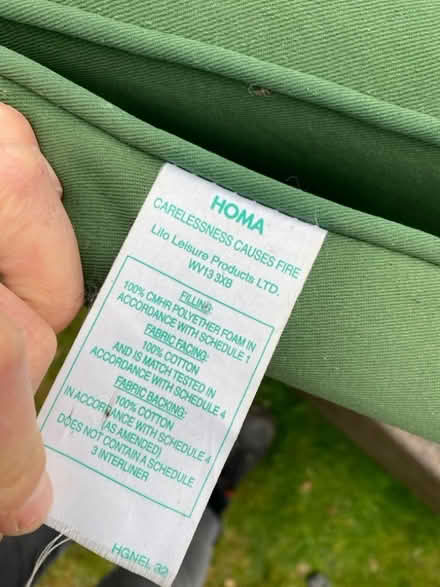 HOMA
CARELESSNESS CAUSES FIRE
Lilo Leisure Products LTD.
WV13 3XB
FILLING:
100% CMHR POLYETHER FOAM IN
ACCORDANCE WITH SCHEDULE 1
FABRIC FACING:
100% COTTON
AND IS MATCH TESTED IN
ACCORDANCE WITH SCHEDULE 4
FABRIC BACKING:
100% COTTON
IN ACCORDANCE WITH SCHEDULE 4
(AS AMENDED)
DOES NOT CONTAIN A SCHEDULE
3 INTERLINER
HGNEL 32